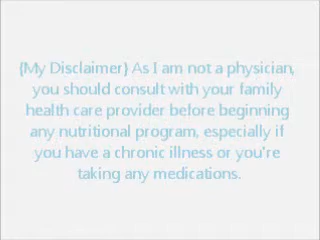 {My Disclaimer} As I am not a physician,
you should consult with your family
health care provider before beginning
any nutritional program, especially if
you have a chronic illness or you're
taking any medications.